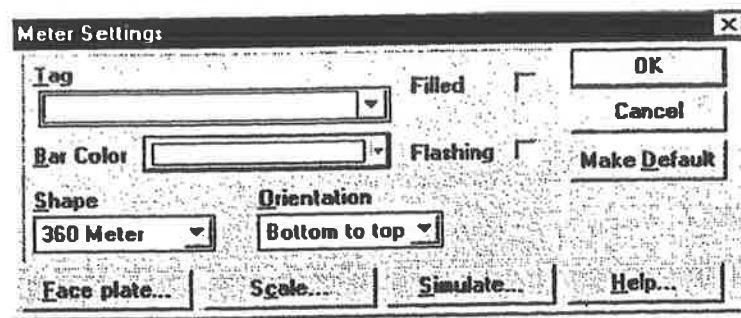 Meter Settings
Tag
Filled
OK
Cancel
Bar Color
Flashing
Make Default
Shape
Orientation
360 Meter
Bottom to top
Face plate...
Scale...
Simulate...
Help...